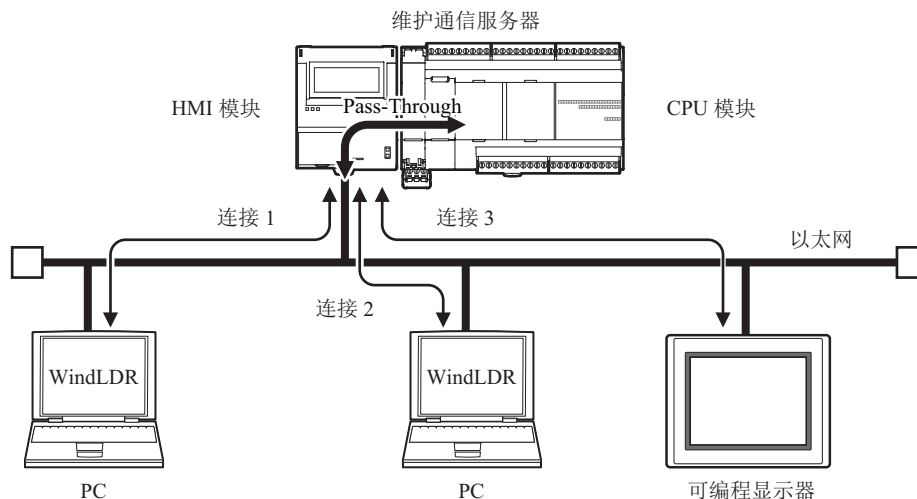 维护通信服务器
HMI 模块
Pass-Through
CPU 模块
连接 1
连接 3
以太网
连接 2
WindLDR
WindLDR
PC
PC
可编程显示器